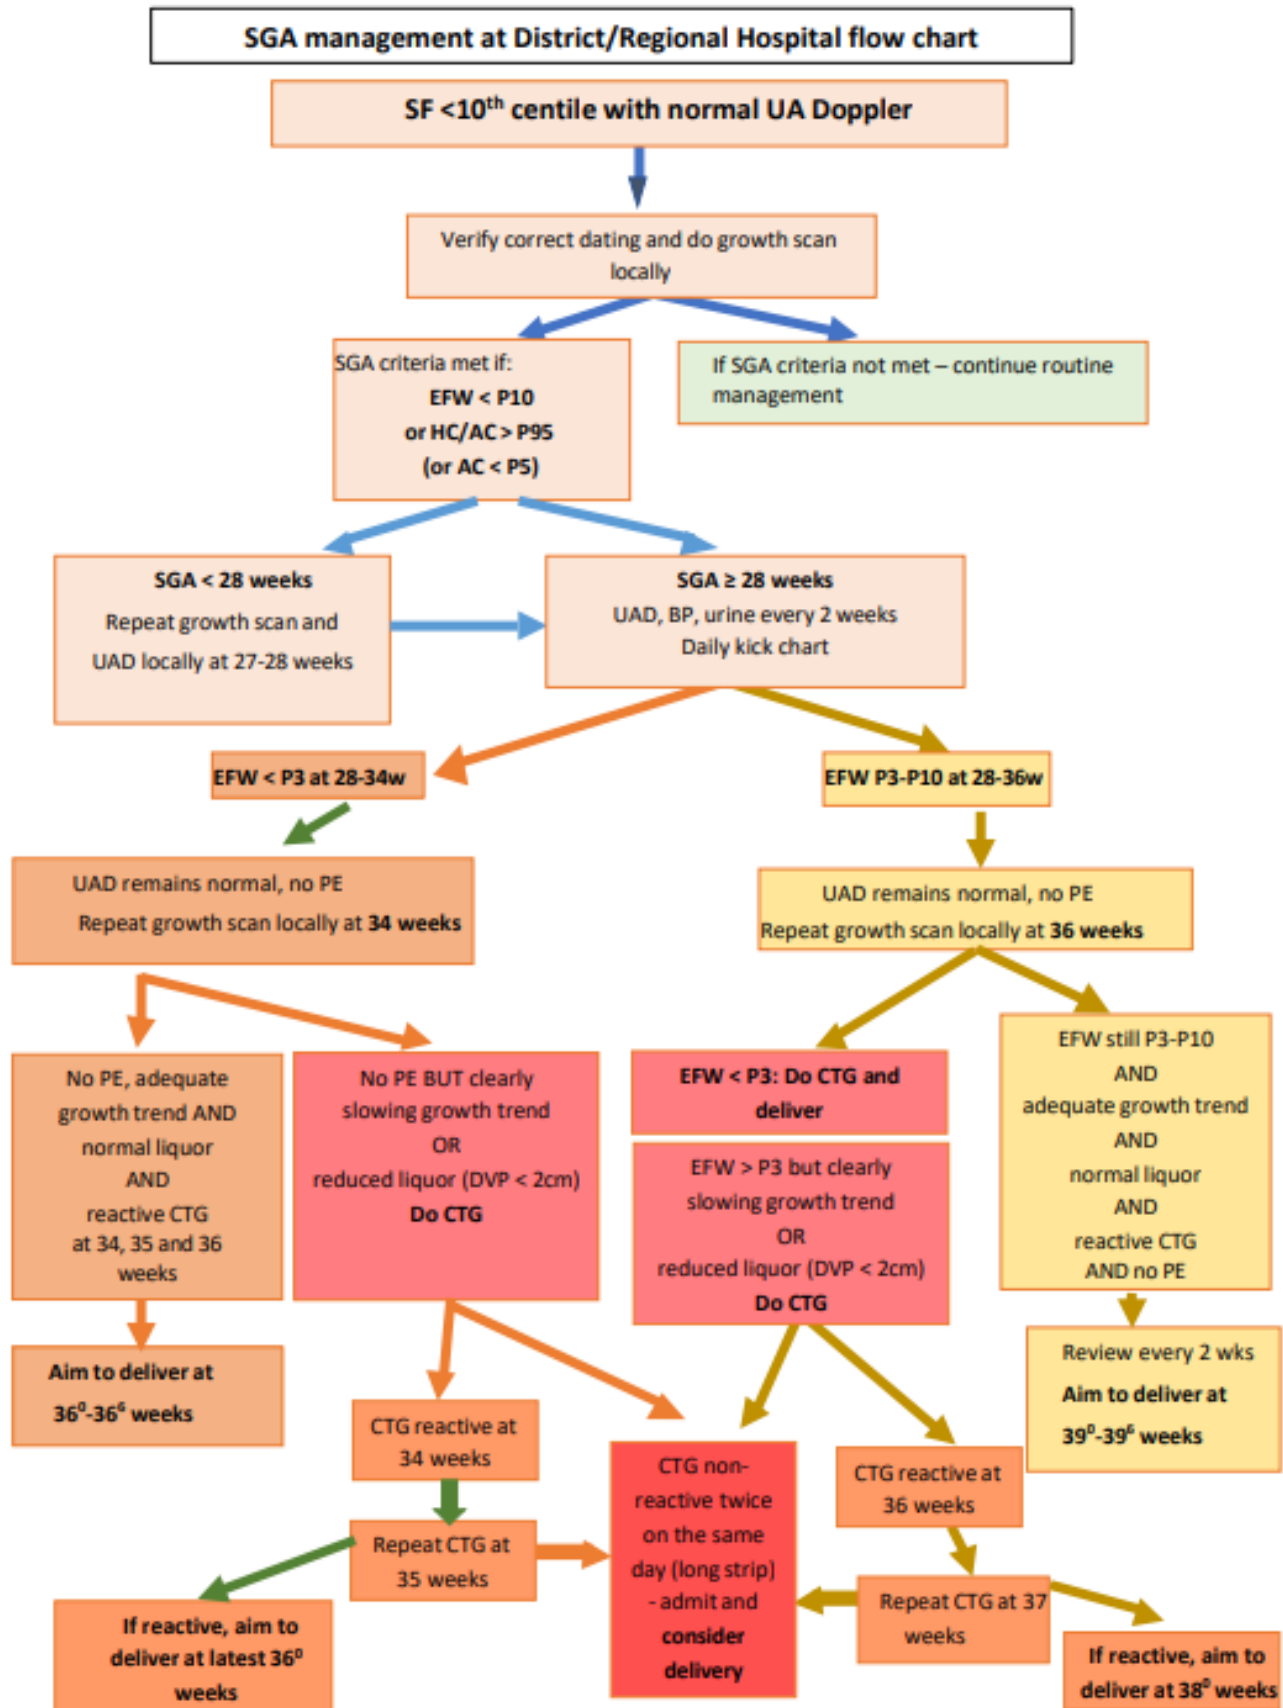 SGA management at District/Regional Hospital flow chart
SF <10th centile with normal UA Doppler
Verify correct dating and do growth scan
locally
SGA criteria met if:
EFW < P10
or HC/AC > P95
(or AC < P5)
If SGA criteria not met – continue routine
management
SGA < 28 weeks
Repeat growth scan and
UAD locally at 27-28 weeks
SGA ≥ 28 weeks
UAD, BP, urine every 2 weeks
Daily kick chart
EFW < P3 at 28-34w
EFW P3-P10 at 28-36w
UAD remains normal, no PE
Repeat growth scan locally at 34 weeks
UAD remains normal, no PE
Repeat growth scan locally at 36 weeks
No PE, adequate
growth trend AND
normal liquor
AND
reactive CTG
at 34, 35 and 36
weeks
No PE BUT clearly
slowing growth trend
OR
reduced liquor (DVP < 2cm)
Do CTG
EFW < P3: Do CTG and
deliver
EFW > P3 but clearly
slowing growth trend
OR
reduced liquor (DVP < 2cm)
Do CTG
EFW still P3-P10
AND
adequate growth trend
AND
normal liquor
AND
reactive CTG
AND no PE
Aim to deliver at
36⁰-36⁶ weeks
Review every 2 wks
Aim to deliver at
39⁰-39⁶ weeks
CTG reactive at
34 weeks
Repeat CTG at
35 weeks
If reactive, aim to
deliver at latest 36⁰
weeks
CTG non-
reactive twice
on the same
day (long strip)
- admit and
consider
delivery
CTG reactive at
36 weeks
Repeat CTG at 37
weeks
If reactive, aim to
deliver at 38⁰ weeks